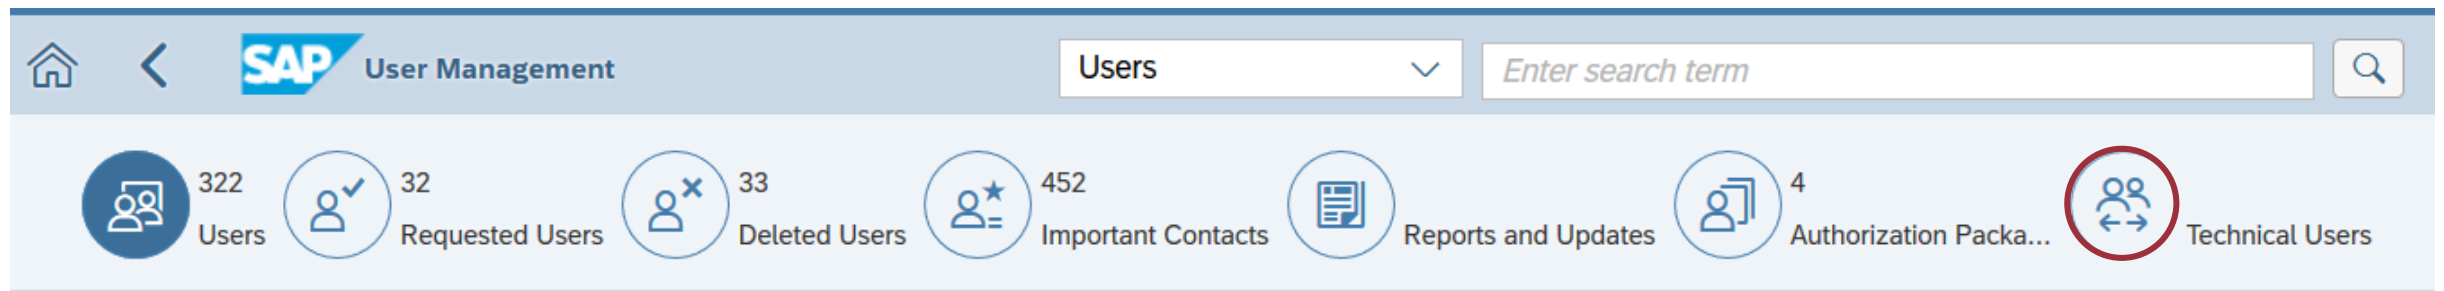 SAP User Management
Users
Enter search term
322
Users
32
Requested Users
33
Deleted Users
452
Important Contacts
Reports and Updates
4
Authorization Packa...
Technical Users